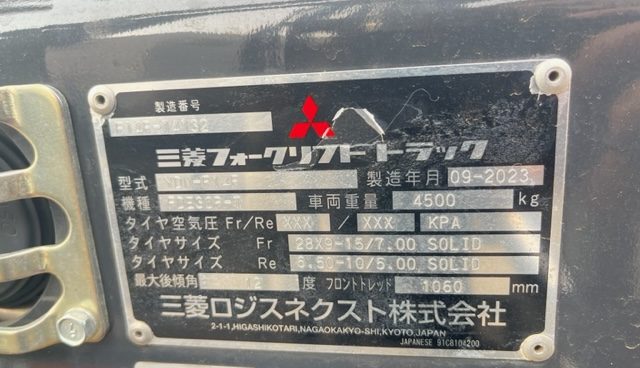 製造番号
三菱フォークリフトトラック
型式 製造年月 09-2023
機種 車両重量 4500 kg
タイヤ空気圧 Fr/Re XXX / XXX KPA
タイヤサイズ Fr 28X9-15/7.00 SOLID
タイヤサイズ Re 6.50-10/5.00 SOLID
最大後傾角 12 度 フロントトレッド 1060 mm
三菱ロジスネクスト株式会社
2-1-1,HIGASHIKOTARI,NAGAOKAKYO-SHI,KYOTO,JAPAN
JAPANESE 91C8104200